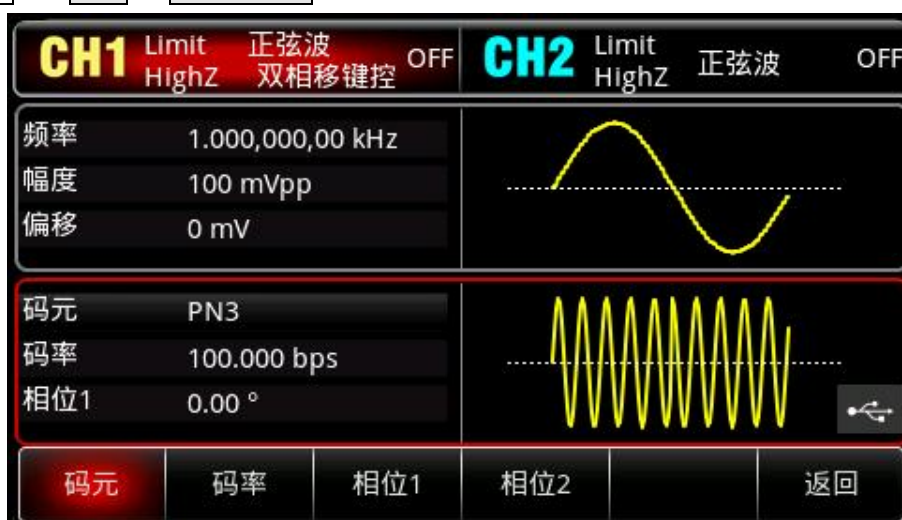 CH1 Limit 正弦波 OFF CH2 Limit 正弦波 OFF
HighZ 双相移键控 HighZ
频率 1.000,000,00 kHz
幅度 100 mVpp
偏移 0 mV
码元 PN3
码率 100.000 bps
相位1 0.00 °
码元 码率 相位1 相位2 返回